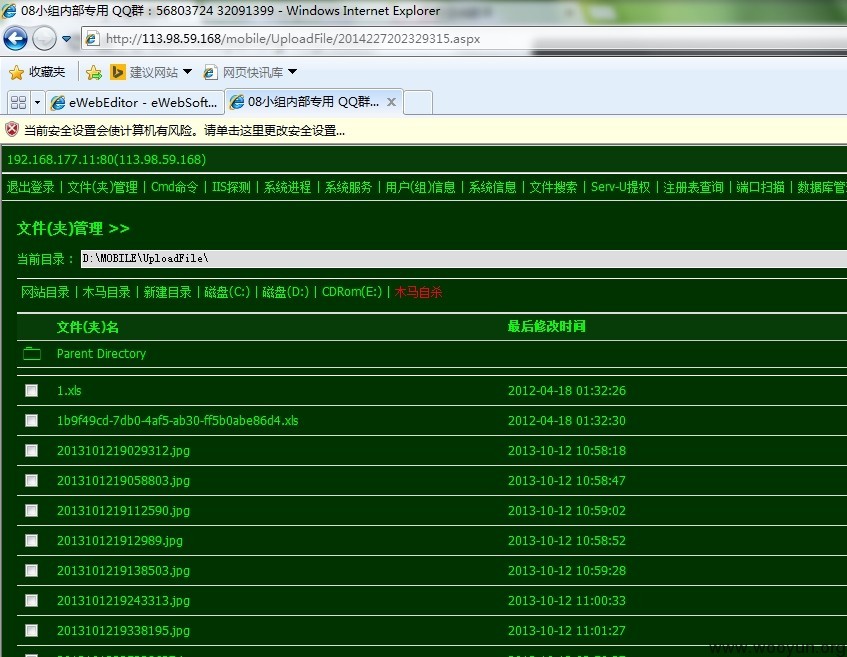 08小组内部专用 QQ群：56803724 32091399 - Windows Internet Explorer
http://113.98.59.168/mobile/UploadFile/2014227202329315.aspx
收藏夹 建议网站 网页快讯库
eWebEditor - eWebSoft... 08小组内部专用 QQ群...
当前安全设置会使计算机有风险。请单击这里更改安全设置...
192.168.177.11:80(113.98.59.168)
退出登录 | 文件(夹)管理 | Cmd命令 | IIS探测 | 系统进程 | 系统服务 | 用户(组)信息 | 系统信息 | 文件搜索 | Serv-U提权 | 注册表查询 | 端口扫描 | 数据库管
文件(夹)管理 >>
当前目录： D:\MOBILE\UploadFile\
网站目录 | 木马目录 | 新建目录 | 磁盘(C:) | 磁盘(D:) | CDRom(E:) | 木马自杀
文件(夹)名 最后修改时间
Parent Directory
1.xls 2012-04-18 01:32:26
1b9f49cd-7db0-4af5-ab30-ff5b0abe86d4.xls 2012-04-18 01:32:30
2013101219029312.jpg 2013-10-12 10:58:18
2013101219058803.jpg 2013-10-12 10:58:47
2013101219112590.jpg 2013-10-12 10:59:02
201310121912989.jpg 2013-10-12 10:58:52
2013101219138503.jpg 2013-10-12 10:59:28
2013101219243313.jpg 2013-10-12 11:00:33
2013101219338195.jpg 2013-10-12 11:01:27
www.wooyun.org